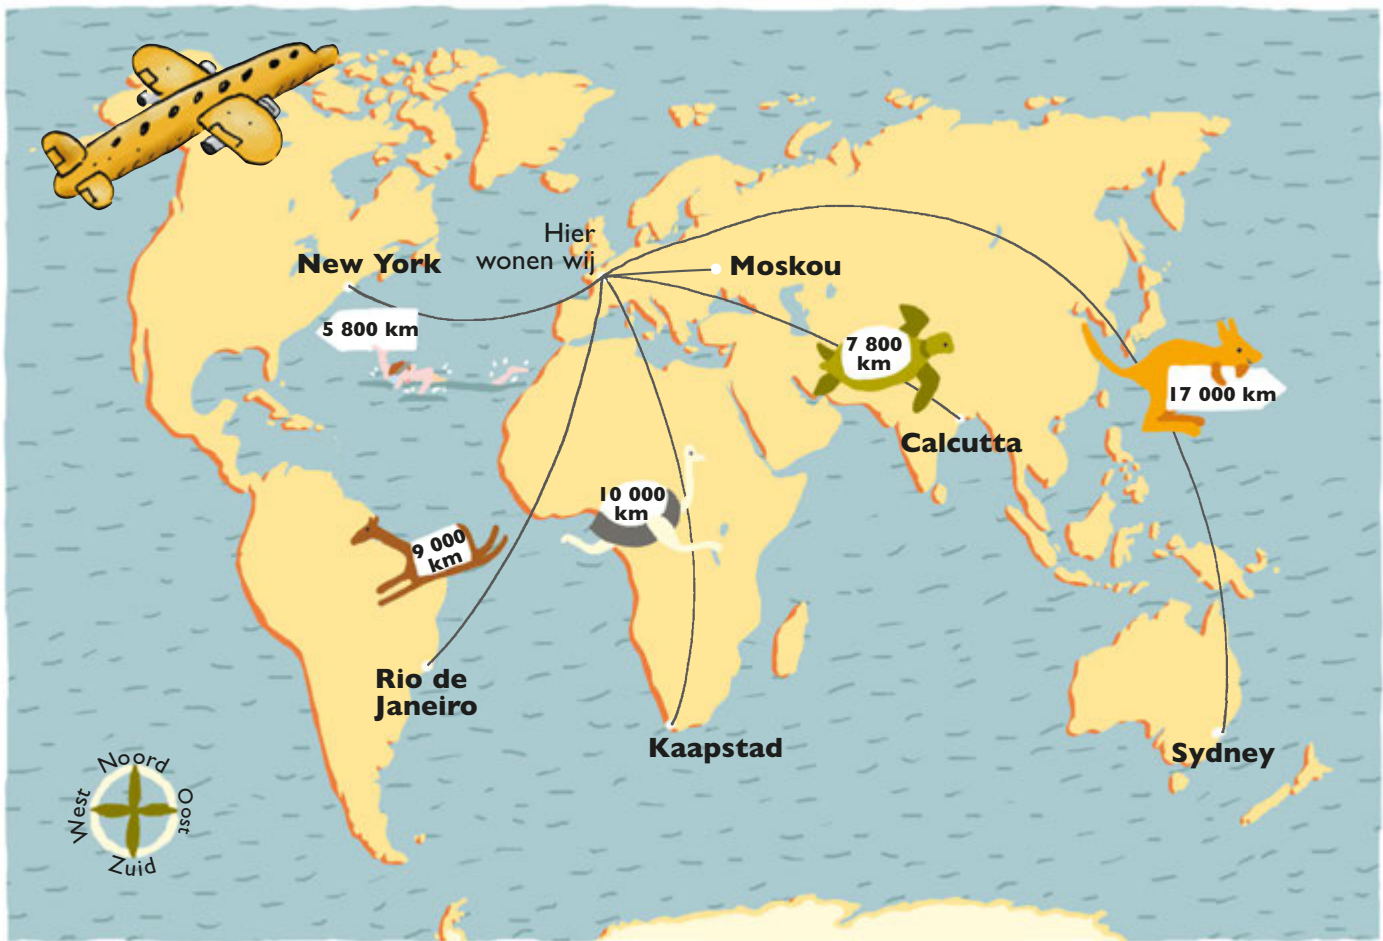 Hier
wonen wij
New York
Moskou
5 800 km
7 800
km
17 000 km
Calcutta
10 000
km
9 000
km
Rio de
Janeiro
Kaapstad
Sydney
Noord
West
Oost
Zuid